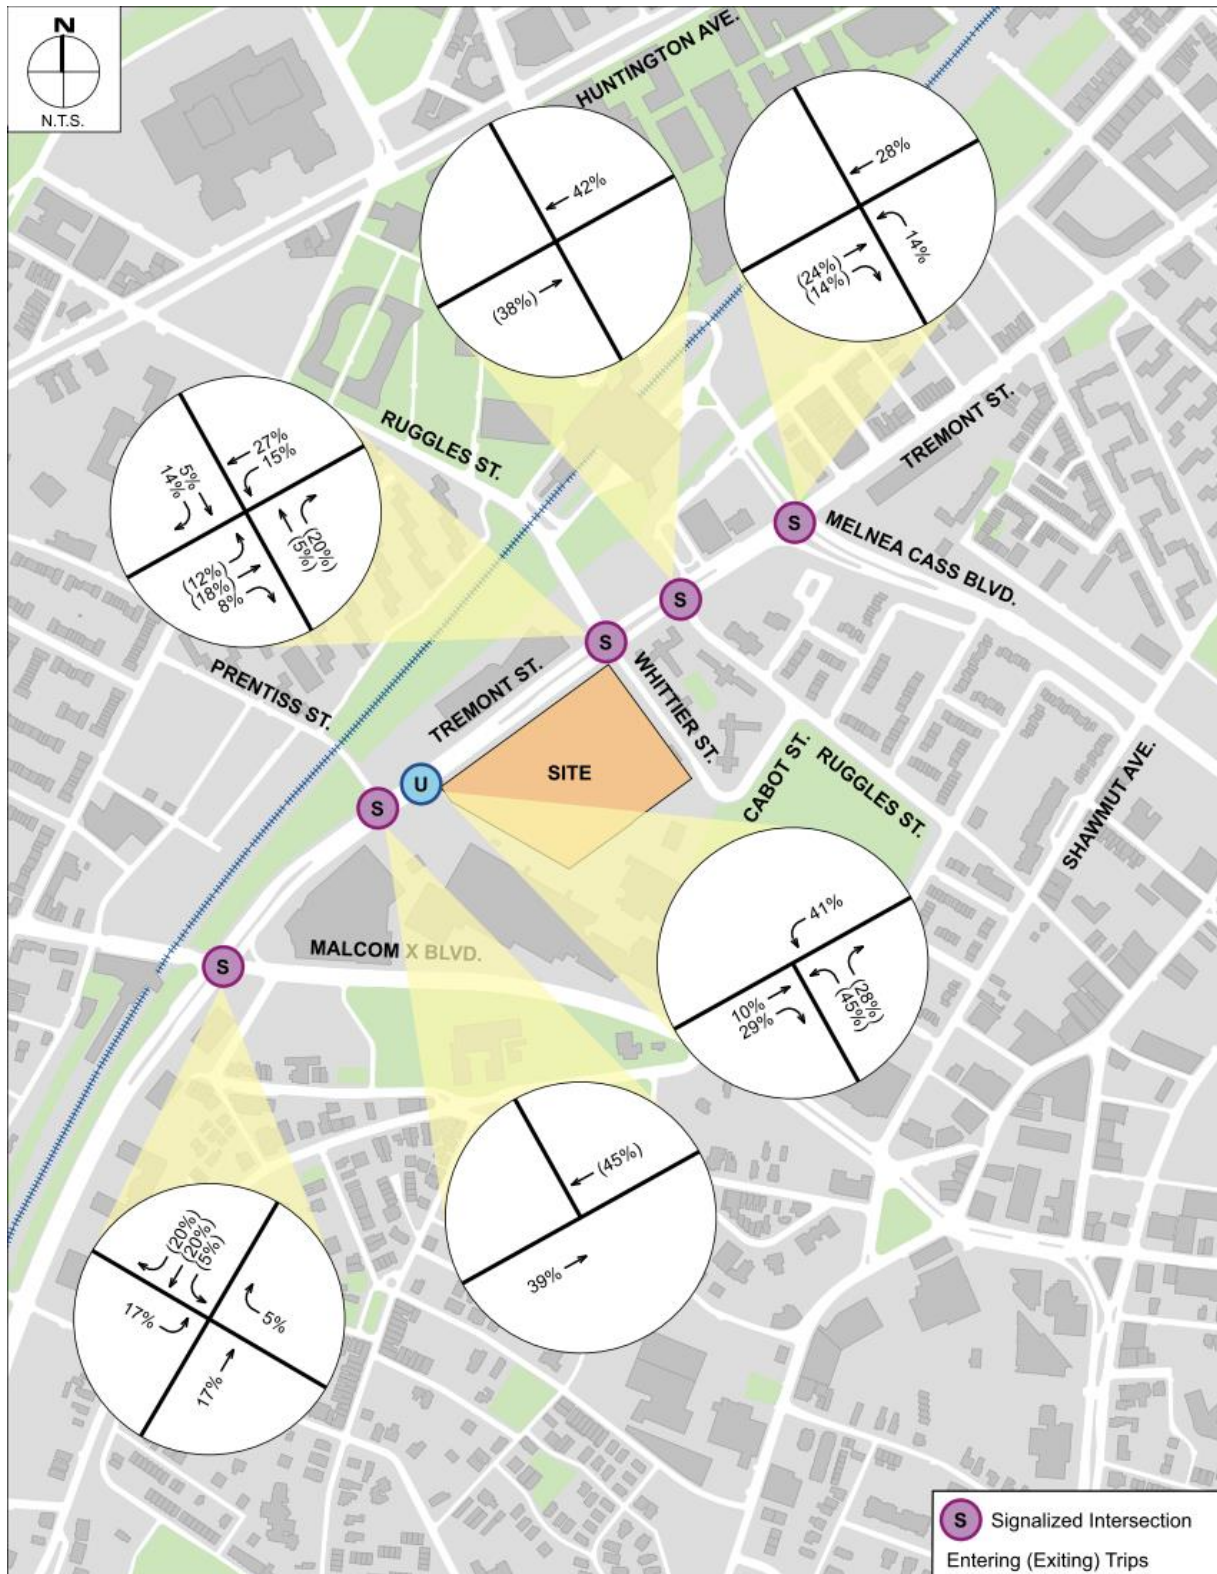 N
N.T.S.
HUNTINGTON AVE.
28%
14%
(24%)
(14%)
42%
(38%)
RUGGLES ST.
TREMONT ST.
27%
15%
5%
14%
(20%)
(5%)
(12%)
(18%)
8%
S
MELNEA CASS BLVD.
S
S
PRENTISS ST.
TREMONT ST.
WHITTIER ST.
SITE
U
S
CABOT ST.
RUGGLES ST.
SHAWMUT AVE.
MALCOM X BLVD.
S
41%
(28%)
(45%)
10%
29%
(45%)
39%
(20%)
(20%)
(5%)
17%
5%
17%
S Signalized Intersection
Entering (Exiting) Trips